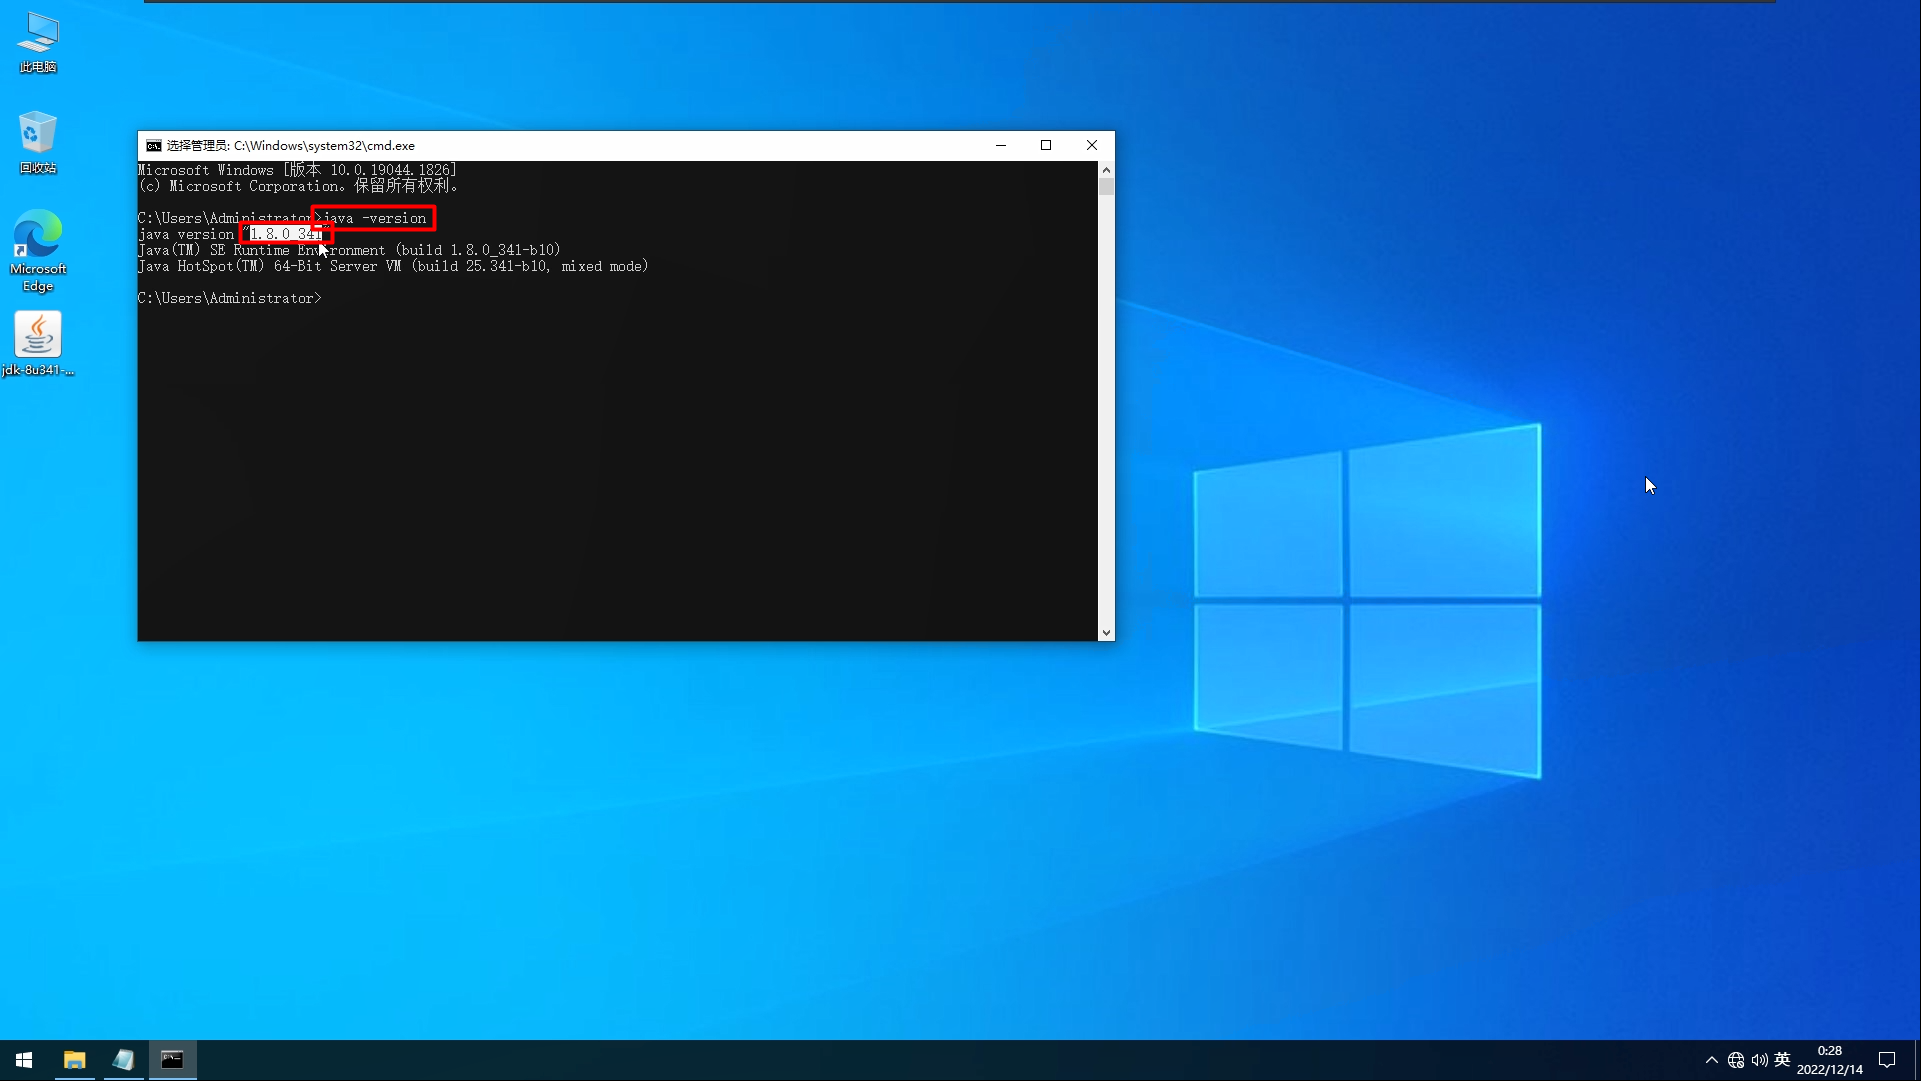 此电脑
回收站
Microsoft
Edge
jdk-8u341-...
选择管理员: C:\Windows\system32\cmd.exe
Microsoft Windows [版本 10.0.19044.1826]
(c) Microsoft Corporation。保留所有权利。
C:\Users\Administrator>java -version
java version "1.8.0_341"
Java(TM) SE Runtime Environment (build 1.8.0_341-b10)
Java HotSpot(TM) 64-Bit Server VM (build 25.341-b10, mixed mode)
C:\Users\Administrator>
英
0:28
2022/12/14